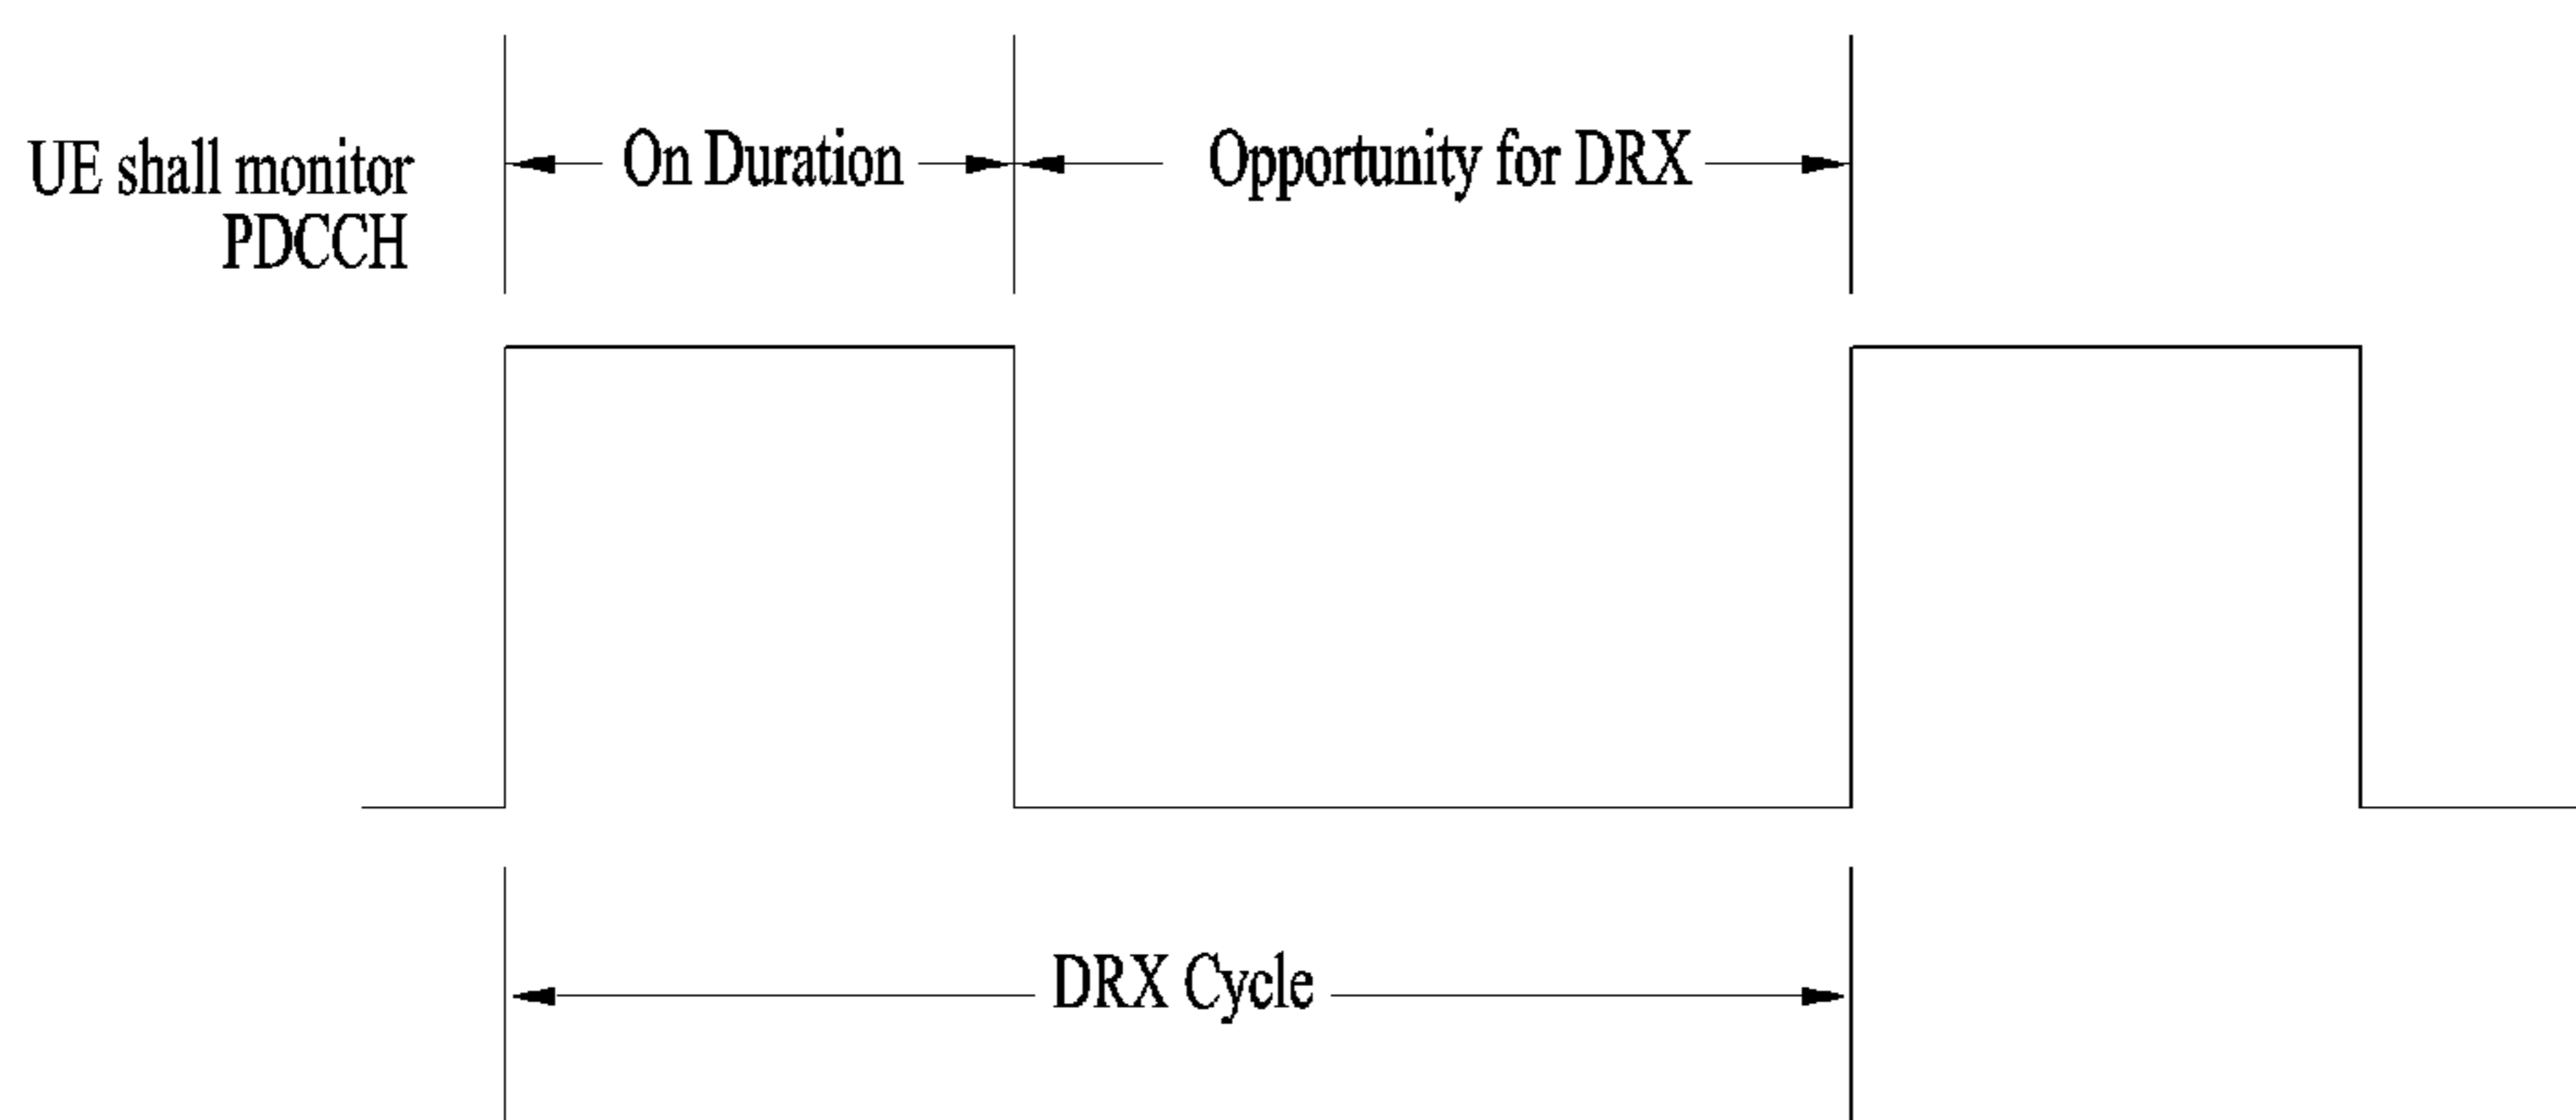 UE shall monitor
PDCCH
On Duration
Opportunity for DRX
DRX Cycle